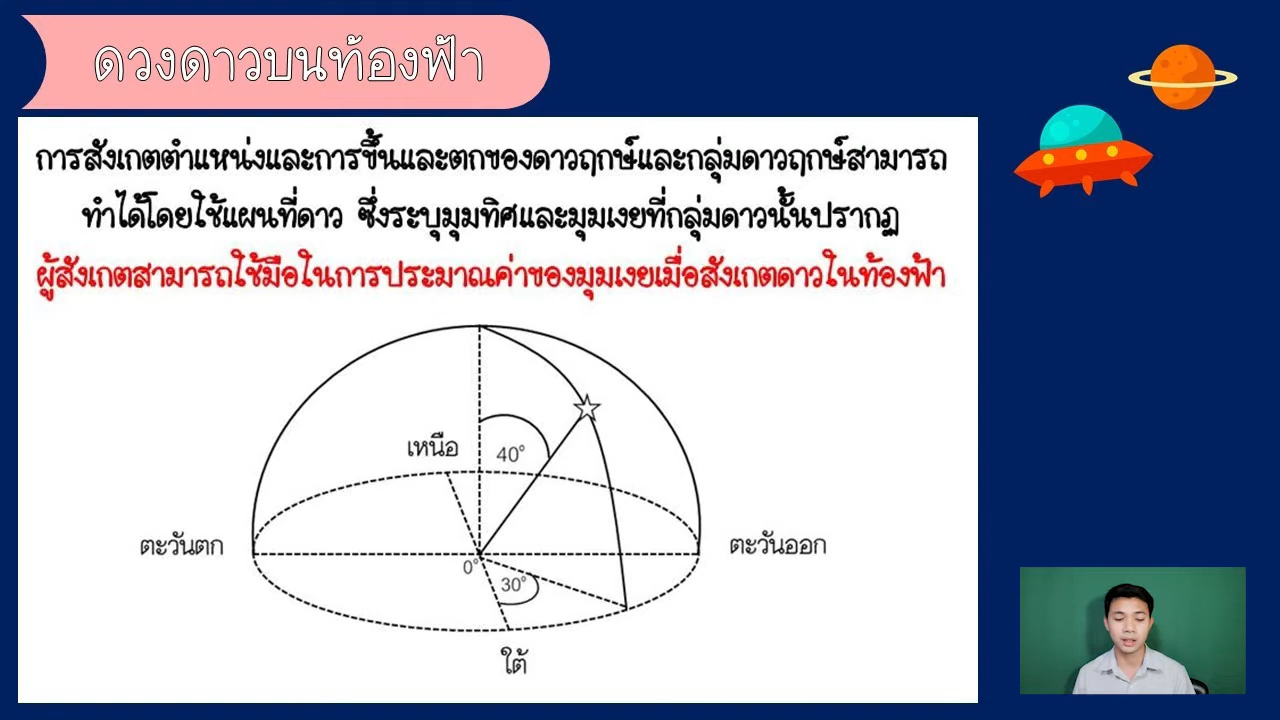 ดวงดาวบนท้องฟ้า
การสังเกตตำแหน่งและการขึ้นและตกของดาวฤกษ์และกลุ่มดาวฤกษ์สามารถ
ทำได้โดยใช้แผนที่ดาว ซึ่งระบุมุมทิศและมุมเงยที่กลุ่มดาวนั้นปรากฏ
ผู้สังเกตสามารถใช้มือในการประมาณค่าของมุมเงยเมื่อสังเกตดาวในท้องฟ้า
เหนือ
40°
ตะวันตก
ตะวันออก
0°
30°
ใต้